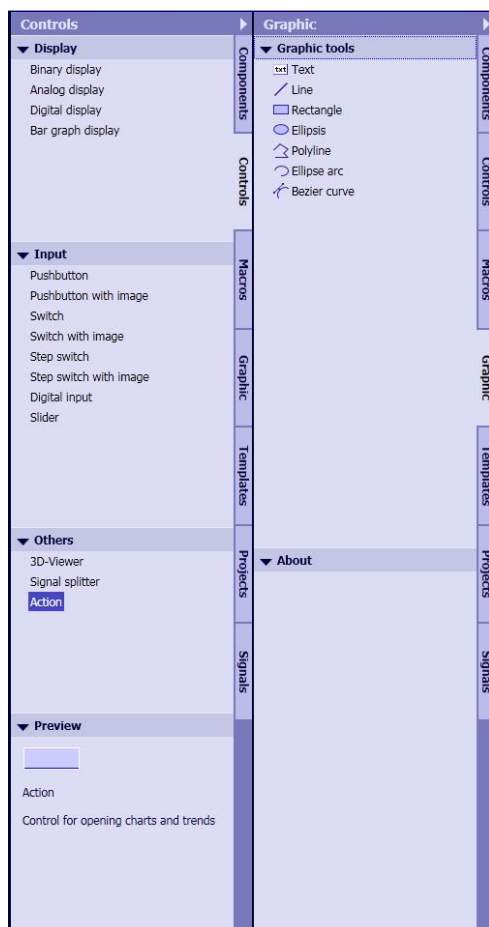 Controls
Display
Binary display
Analog display
Digital display
Bar graph display
Input
Pushbutton
Pushbutton with image
Switch
Switch with image
Step switch
Step switch with image
Digital input
Slider
Others
3D-Viewer
Signal splitter
Action
Preview
Action
Control for opening charts and trends
Components
Controls
Macros
Graphic
Templates
Projects
Signals
Graphic
Graphic tools
txt Text
Line
Rectangle
Ellipsis
Polyline
Ellipse arc
Bezier curve
About
Components
Controls
Macros
Graphic
Templates
Projects
Signals